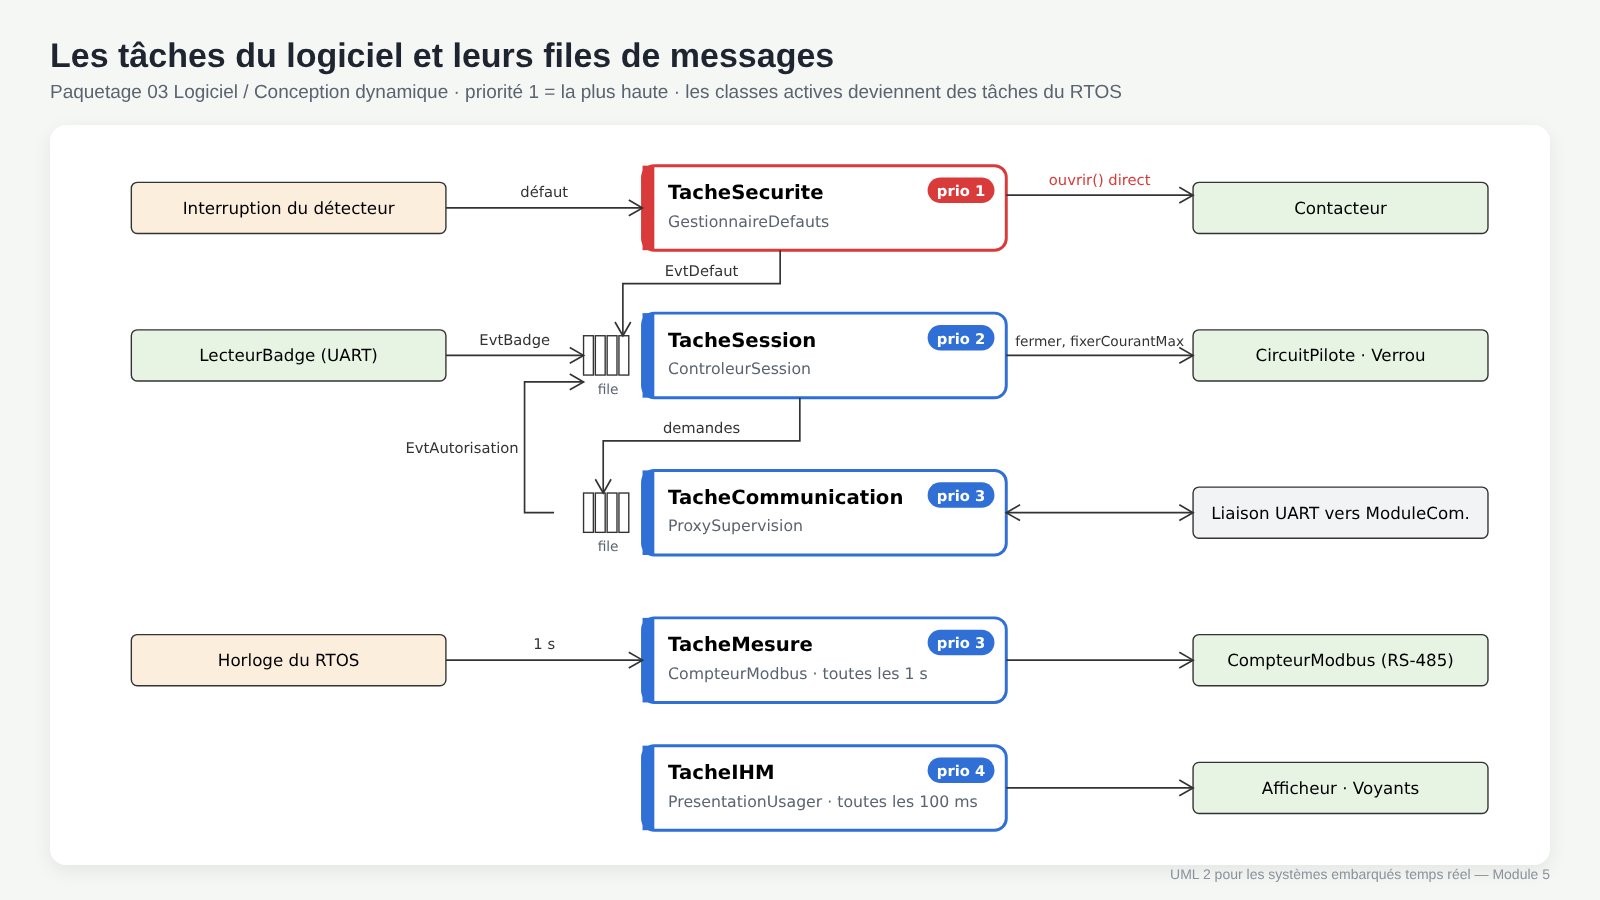 Les tâches du logiciel et leurs files de messages
Paquetage 03 Logiciel / Conception dynamique · priorité 1 = la plus haute · les classes actives deviennent des tâches du RTOS
Interruption du détecteur
défaut
TacheSecurite
prio 1
GestionnaireDefauts
ouvrir() direct
Contacteur
EvtDefaut
LecteurBadge (UART)
EvtBadge
file
TacheSession
prio 2
ControleurSession
fermer, fixerCourantMax
CircuitPilote · Verrou
EvtAutorisation
demandes
file
TacheCommunication
prio 3
ProxySupervision
Liaison UART vers ModuleCom.
Horloge du RTOS
1 s
TacheMesure
prio 3
CompteurModbus · toutes les 1 s
CompteurModbus (RS-485)
TacheIHM
prio 4
PresentationUsager · toutes les 100 ms
Afficheur · Voyants
UML 2 pour les systèmes embarqués temps réel — Module 5